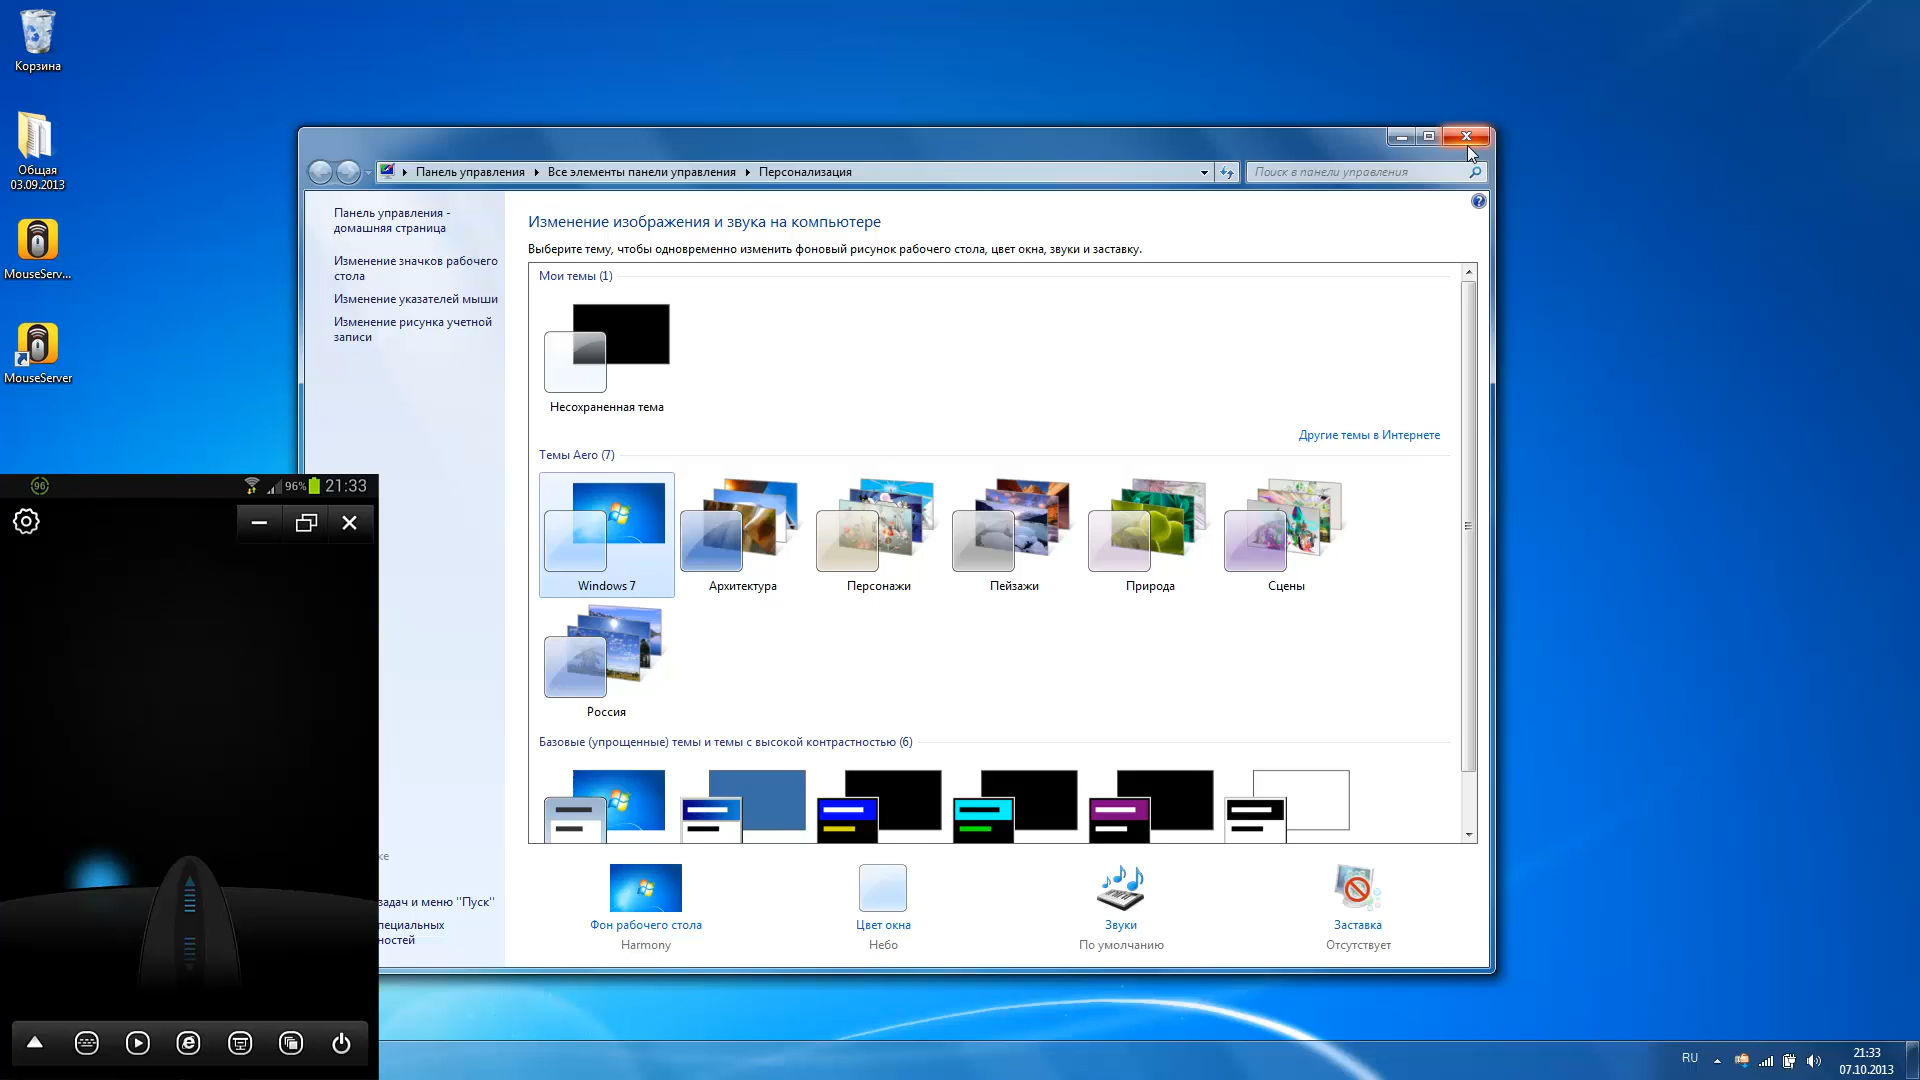 Корзина
Общая
03.09.2013
MouseServ...
MouseServer
Панель управления
Все элементы панели управления
Персонализация
Поиск в панели управления
Панель управления -
домашняя страница
Изменение значков рабочего
стола
Изменение указателей мыши
Изменение рисунка учетной
записи
Изменение изображения и звука на компьютере
Выберите тему, чтобы одновременно изменить фоновый рисунок рабочего стола, цвет окна, звуки и заставку.
Мои темы (1)
Несохраненная тема
Другие темы в Интернете
Темы Aero (7)
Windows 7
Архитектура
Персонажи
Пейзажи
Природа
Сцены
Россия
Базовые (упрощенные) темы и темы с высокой контрастностью (6)
Фон рабочего стола
Harmony
Цвет окна
Небо
Звуки
По умолчанию
Заставка
Отсутствует
96
96%
21:33
же
задач и меню "Пуск"
пециальных
ностей
RU
21:33
07.10.2013